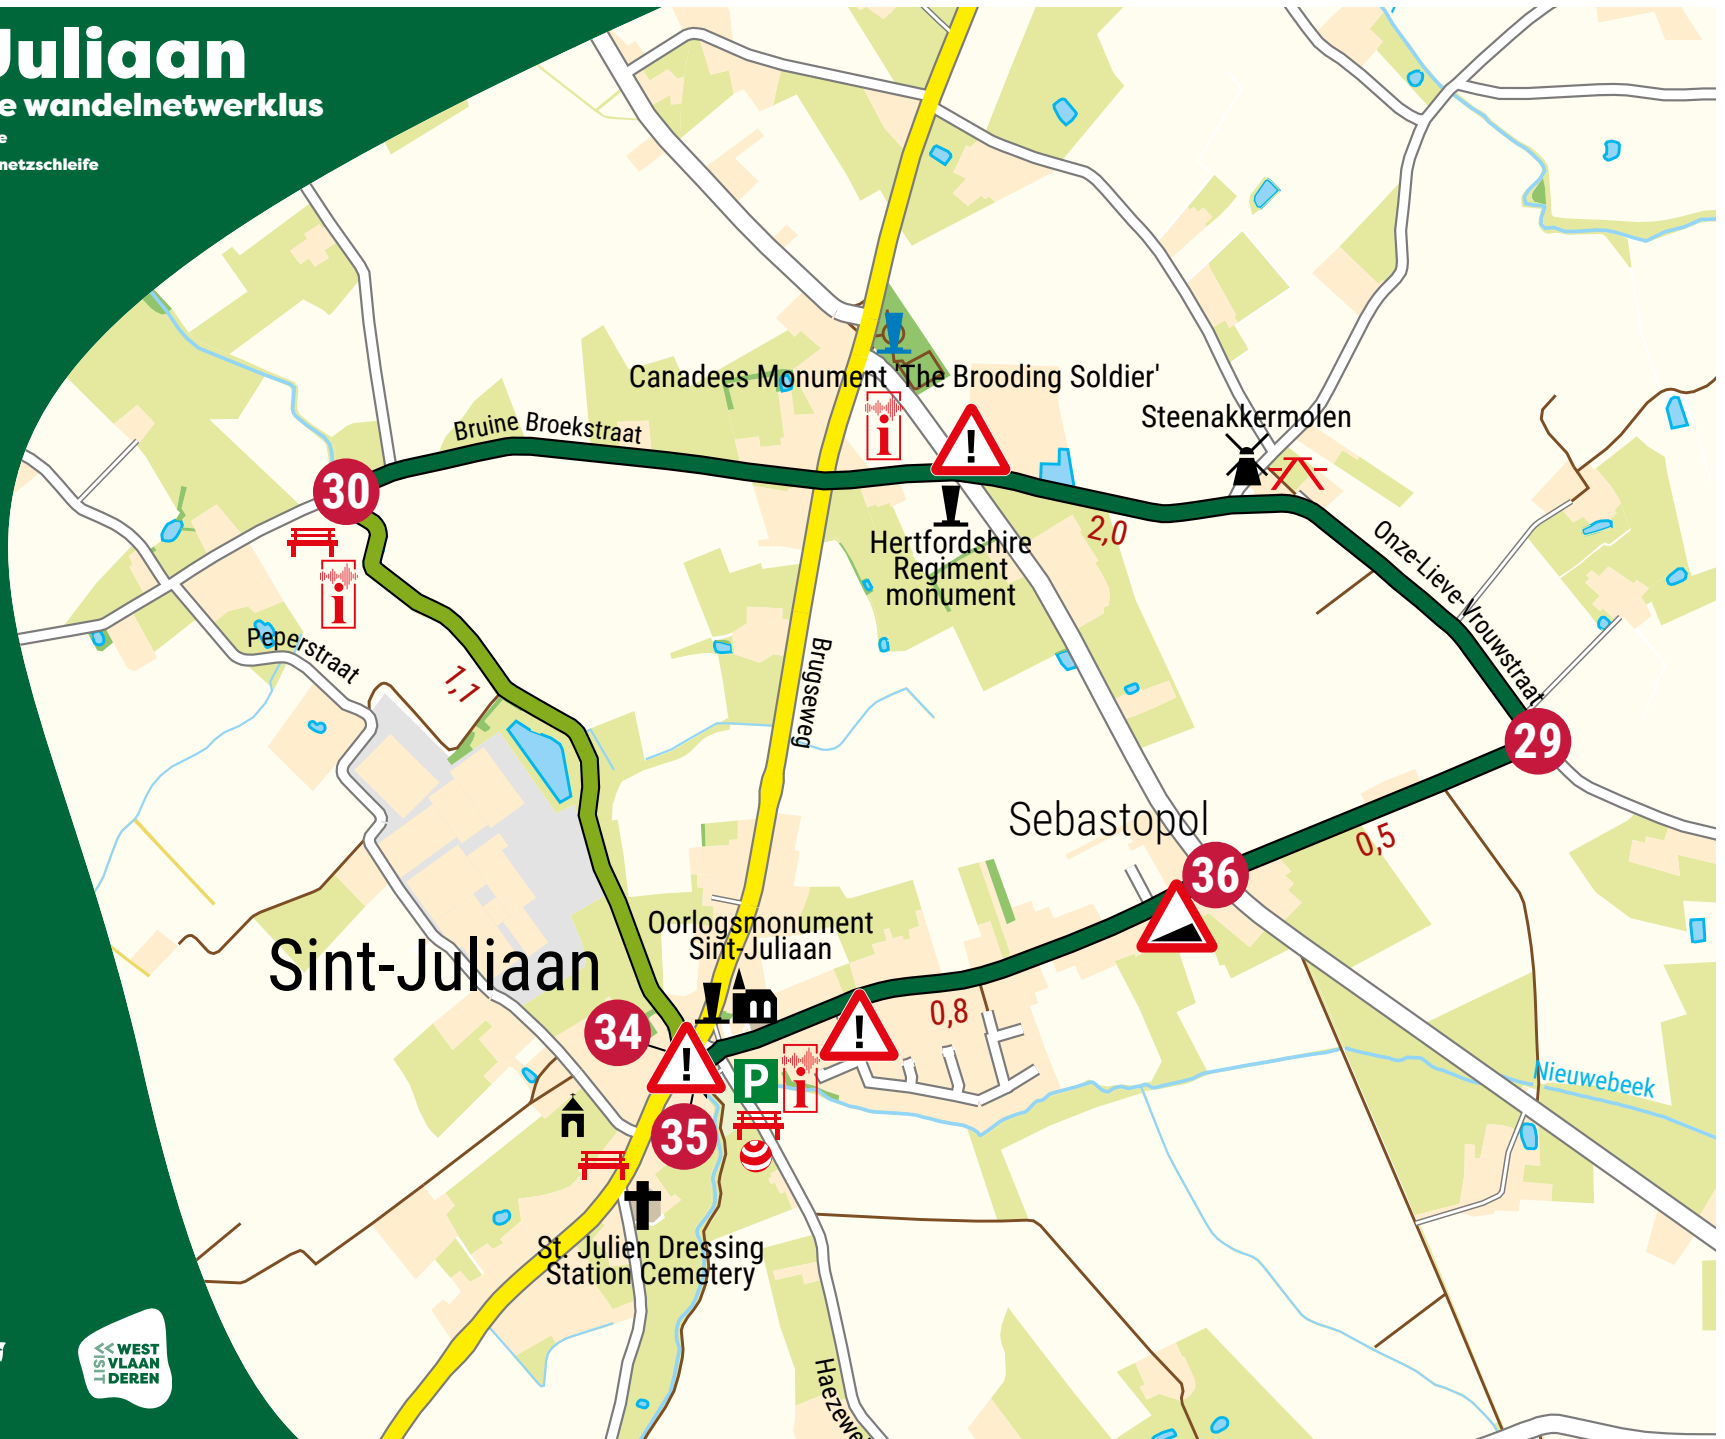 Juliaan
e wandelnetwerklus
e
netzschleife
Canadees Monument 'The Brooding Soldier'
Steenakkermolen
Bruine Broekstraat
30
Hertfordshire
Regiment
monument
2,0
Onze-Lieve-Vrouwstraat
Peperstraat
1,1
Brugseweg
29
Sebastopol
0,5
36
Oorlogsmonument
Sint-Juliaan
Sint-Juliaan
34
0,8
P
35
Nieuwebeek
St. Julien Dressing
Station Cemetery
Haezewe
VISIT
WEST
VLAAN
DEREN